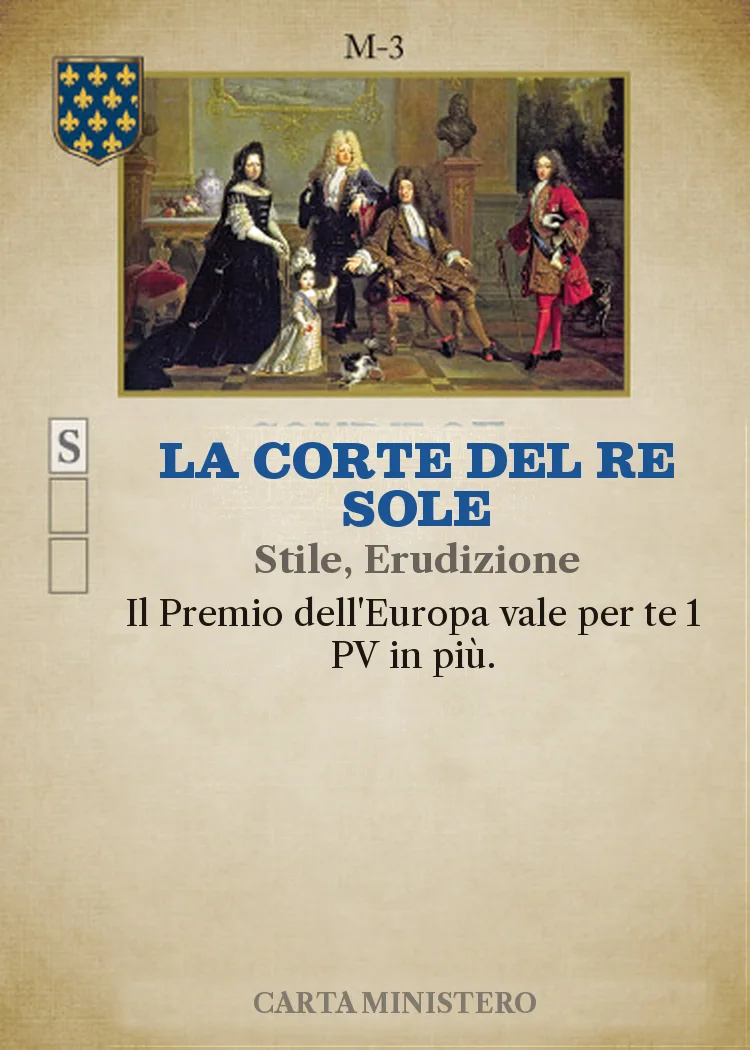 M-3
S
LA CORTE DEL RE
SOLE
Stile, Erudizione
Il Premio dell'Europa vale per te 1
PV in più.
CARTA MINISTERO